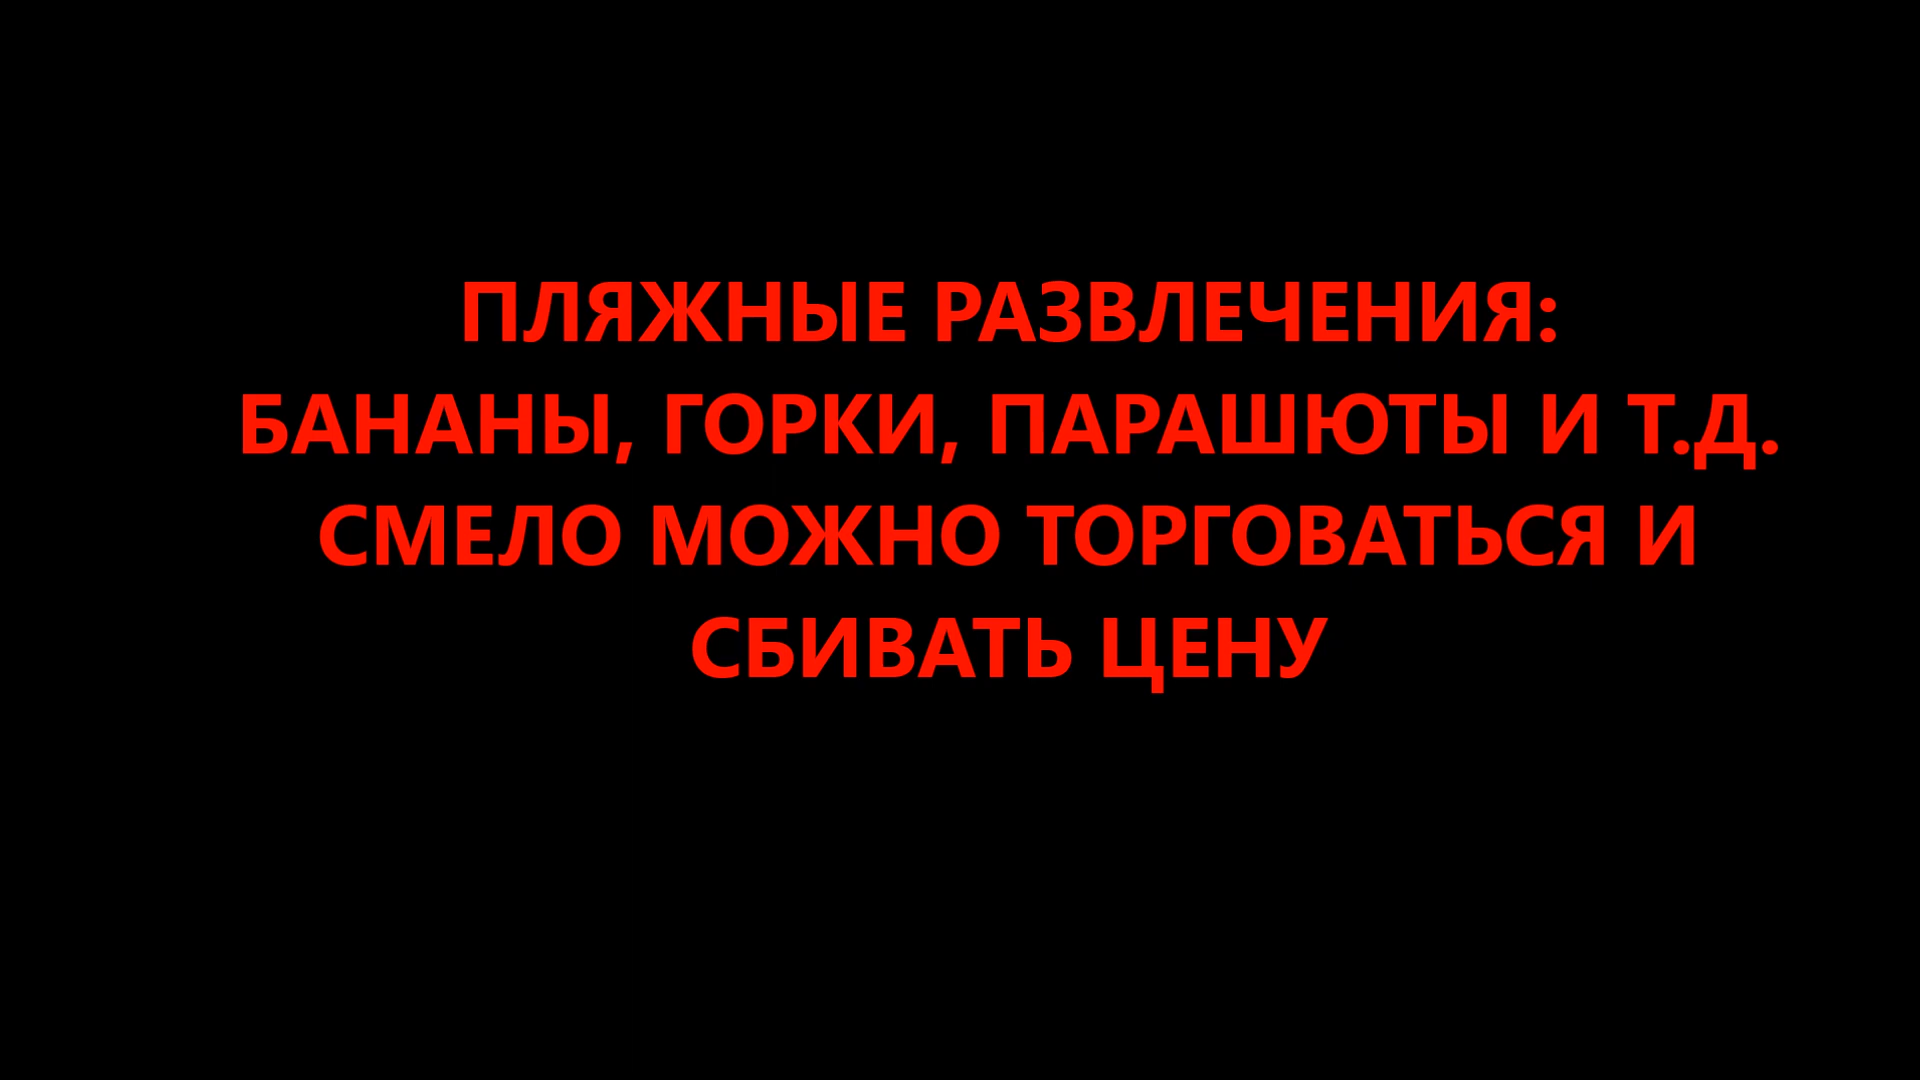 ПЛЯЖНЫЕ РАЗВЛЕЧЕНИЯ:
БАНАНЫ, ГОРКИ, ПАРАШЮТЫ И Т.Д.
СМЕЛО МОЖНО ТОРГОВАТЬСЯ И
СБИВАТЬ ЦЕНУ